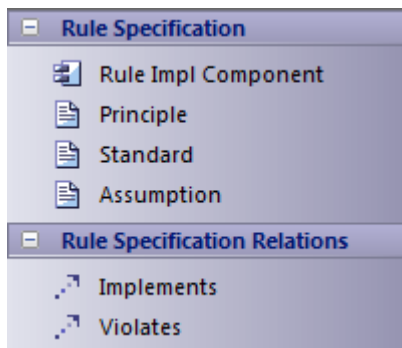 Rule Specification
Rule Impl Component
Principle
Standard
Assumption
Rule Specification Relations
Implements
Violates